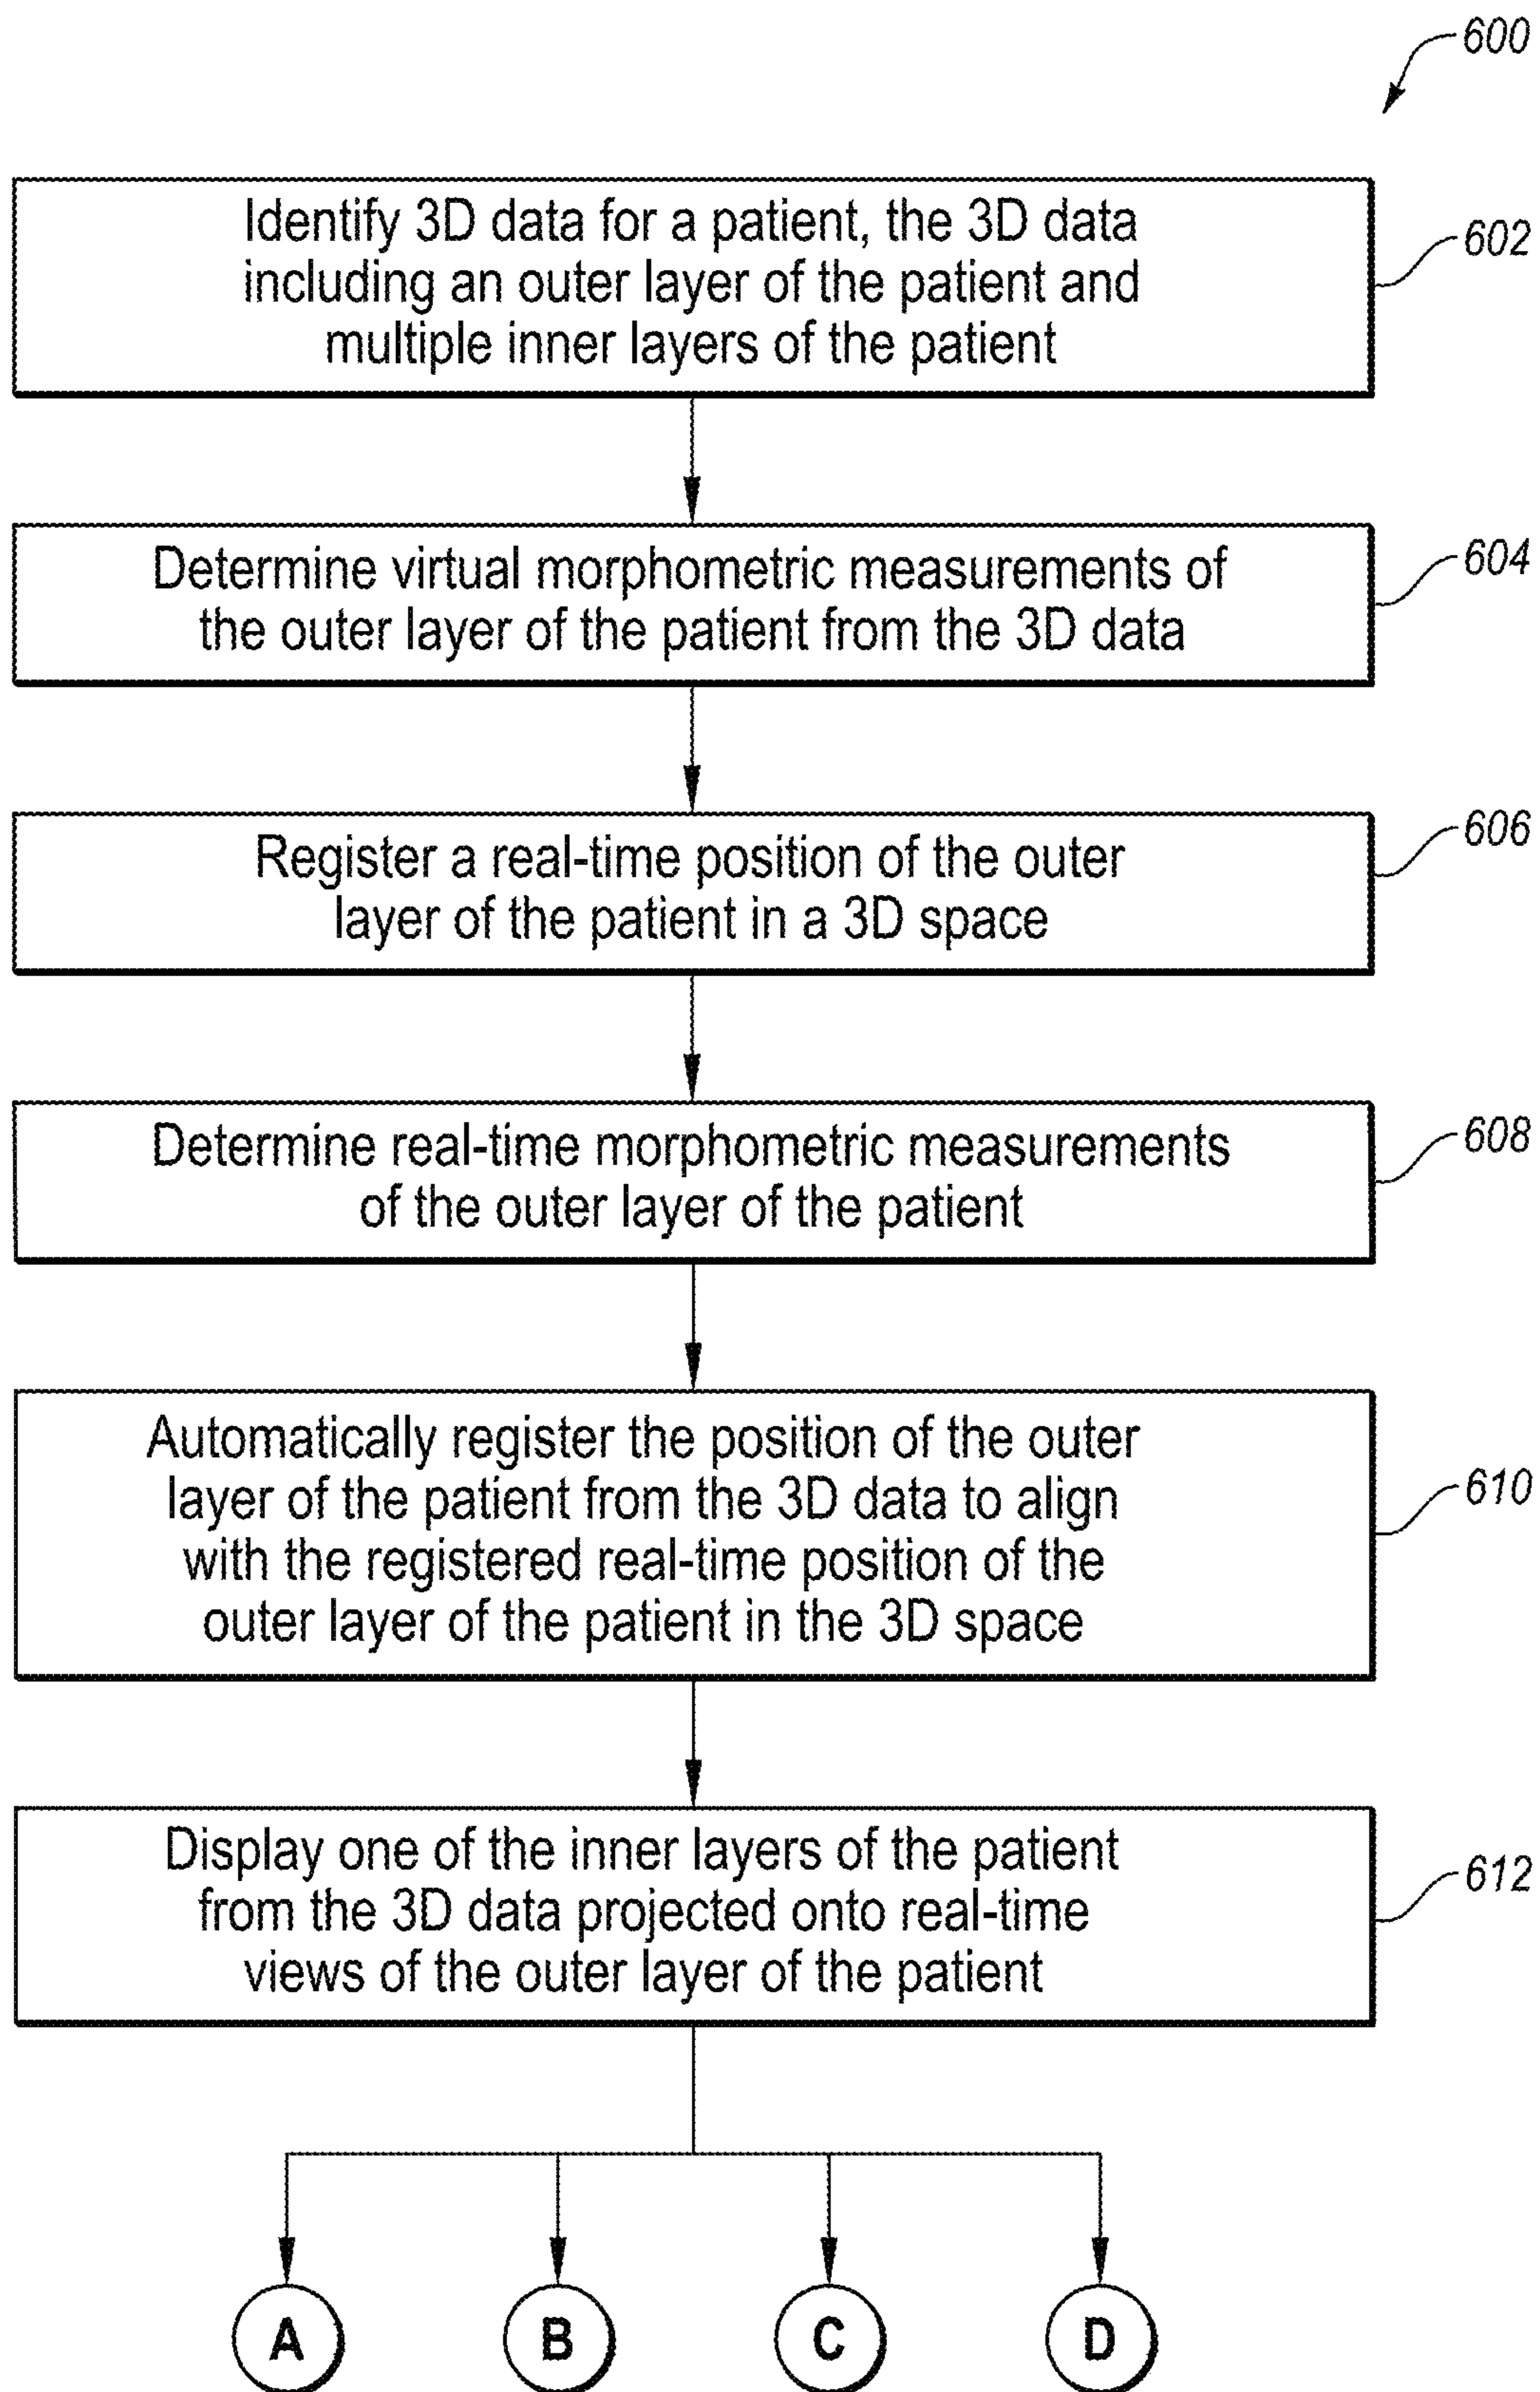 600
Identify 3D data for a patient, the 3D data
including an outer layer of the patient and
multiple inner layers of the patient
602
Determine virtual morphometric measurements of
the outer layer of the patient from the 3D data
604
Register a real-time position of the outer
layer of the patient in a 3D space
606
Determine real-time morphometric measurements
of the outer layer of the patient
608
Automatically register the position of the outer
layer of the patient from the 3D data to align
with the registered real-time position of the
outer layer of the patient in the 3D space
610
Display one of the inner layers of the patient
from the 3D data projected onto real-time
views of the outer layer of the patient
612
A B C D